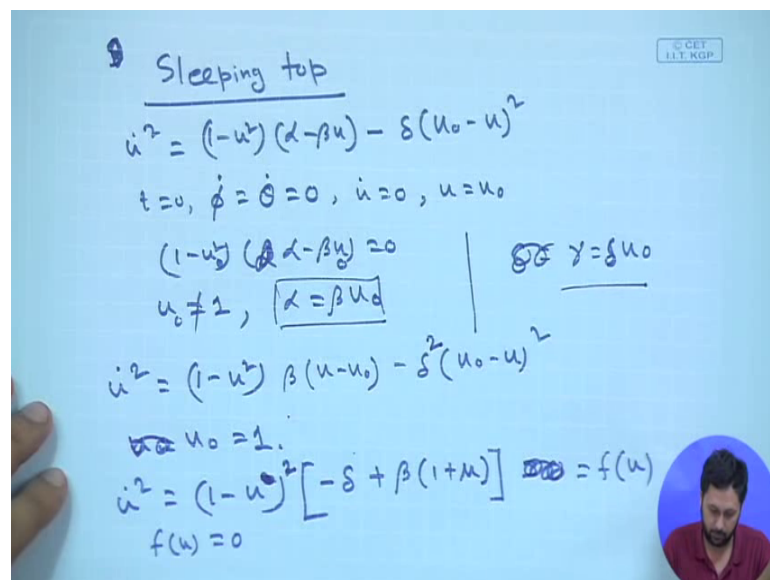 Sleeping top
© CET
I.I.T. KGP
u̇² = (1-u²) (α-βu) - δ(u₀-u)²
t=0, φ̇ = θ̇ = 0, u̇=0, u=u₀
(1-u₀²) (α-βu₀) = 0
γ = δu₀
u₀ ≠ 1, α = βu₀
u̇² = (1-u²) β(u-u₀) - δ²(u₀-u)²
u₀ = 1.
u̇² = (1-u)² [-δ + β(1+u)] = f(u)
f(u) = 0